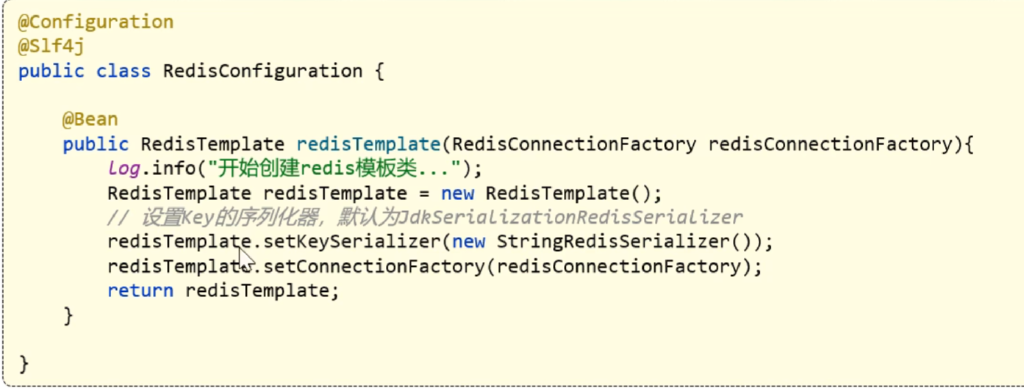 @Configuration
@Slf4j
public class RedisConfiguration {
@Bean
public RedisTemplate redisTemplate(RedisConnectionFactory redisConnectionFactory){
log.info("开始创建redis模板类...");
RedisTemplate redisTemplate = new RedisTemplate();
// 设置Key的序列化器，默认为JdkSerializationRedisSerializer
redisTemplate.setKeySerializer(new StringRedisSerializer());
redisTemplate.setConnectionFactory(redisConnectionFactory);
return redisTemplate;
}
}